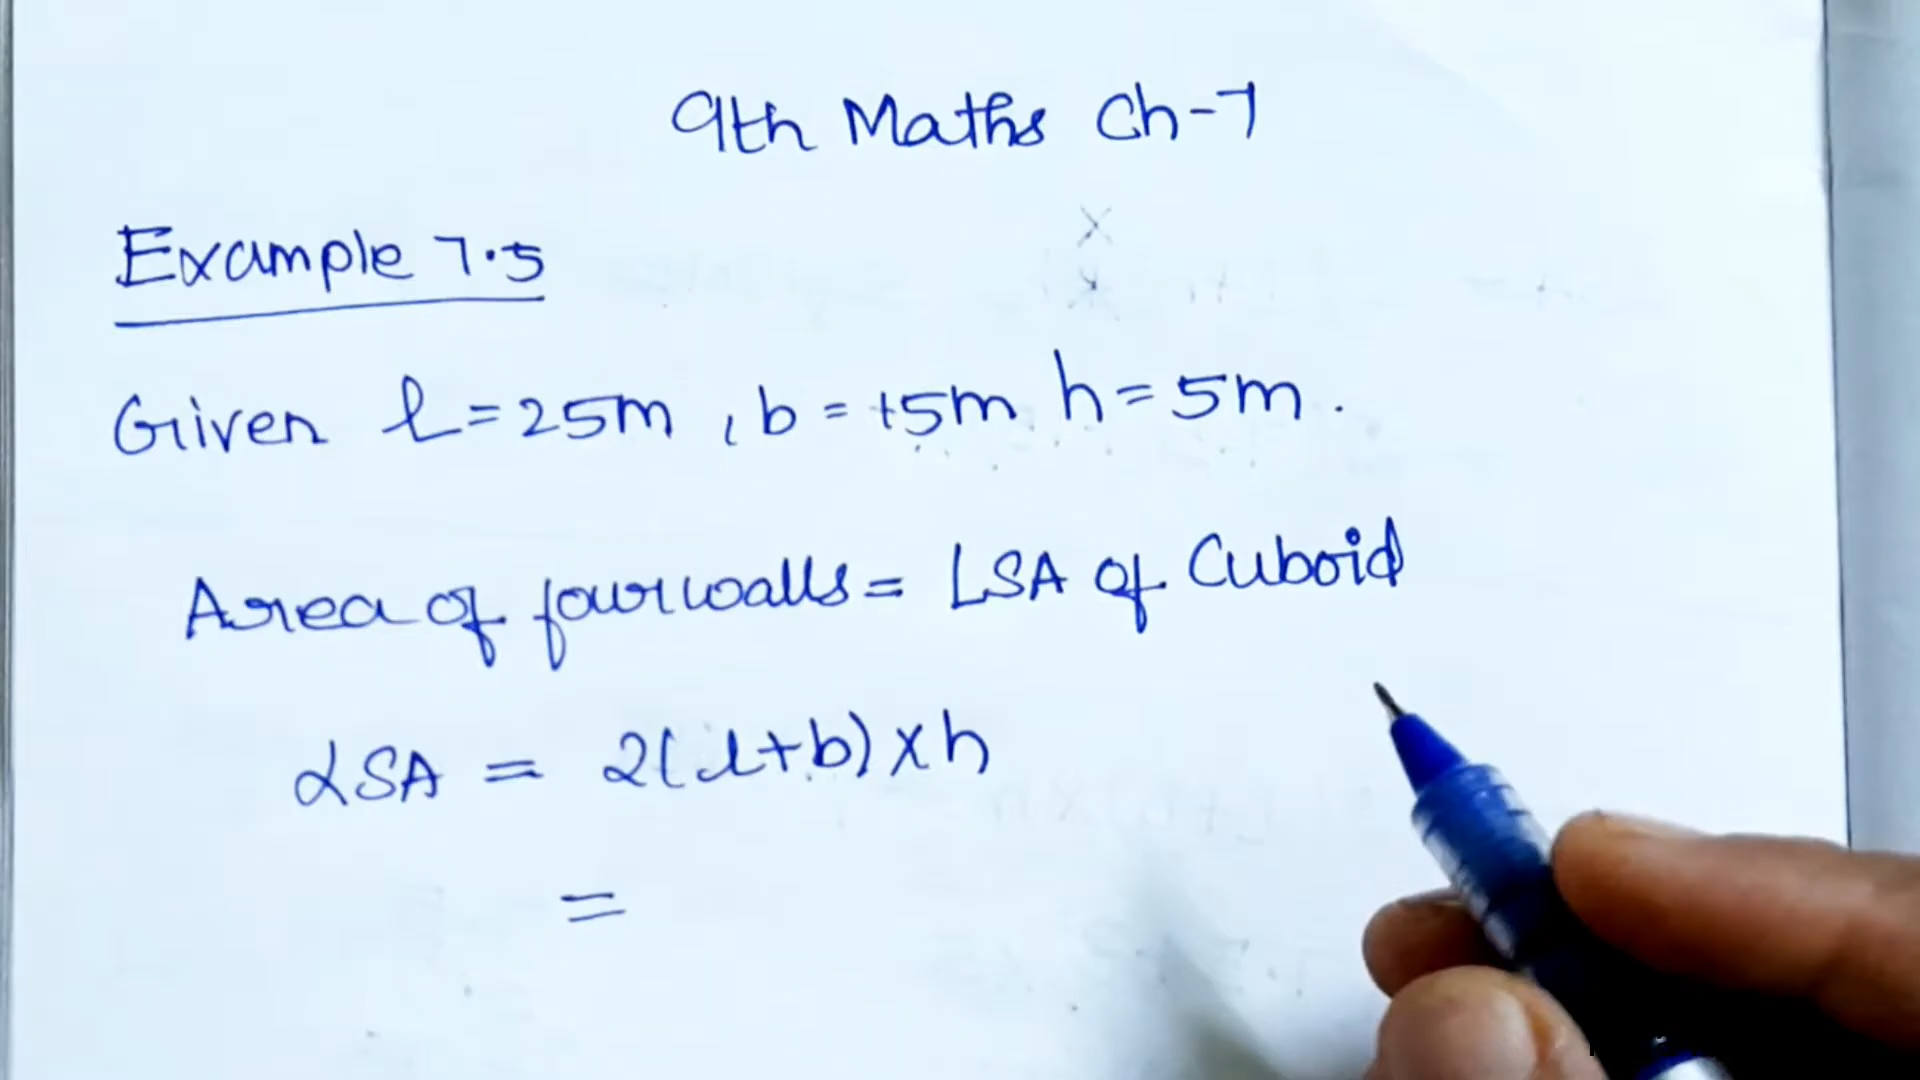 9th Maths Ch-7
Example 7.5
Given l=25m, b=15m h=5m.
Area of four walls = LSA of Cuboid
LSA = 2(l+b)×h
=